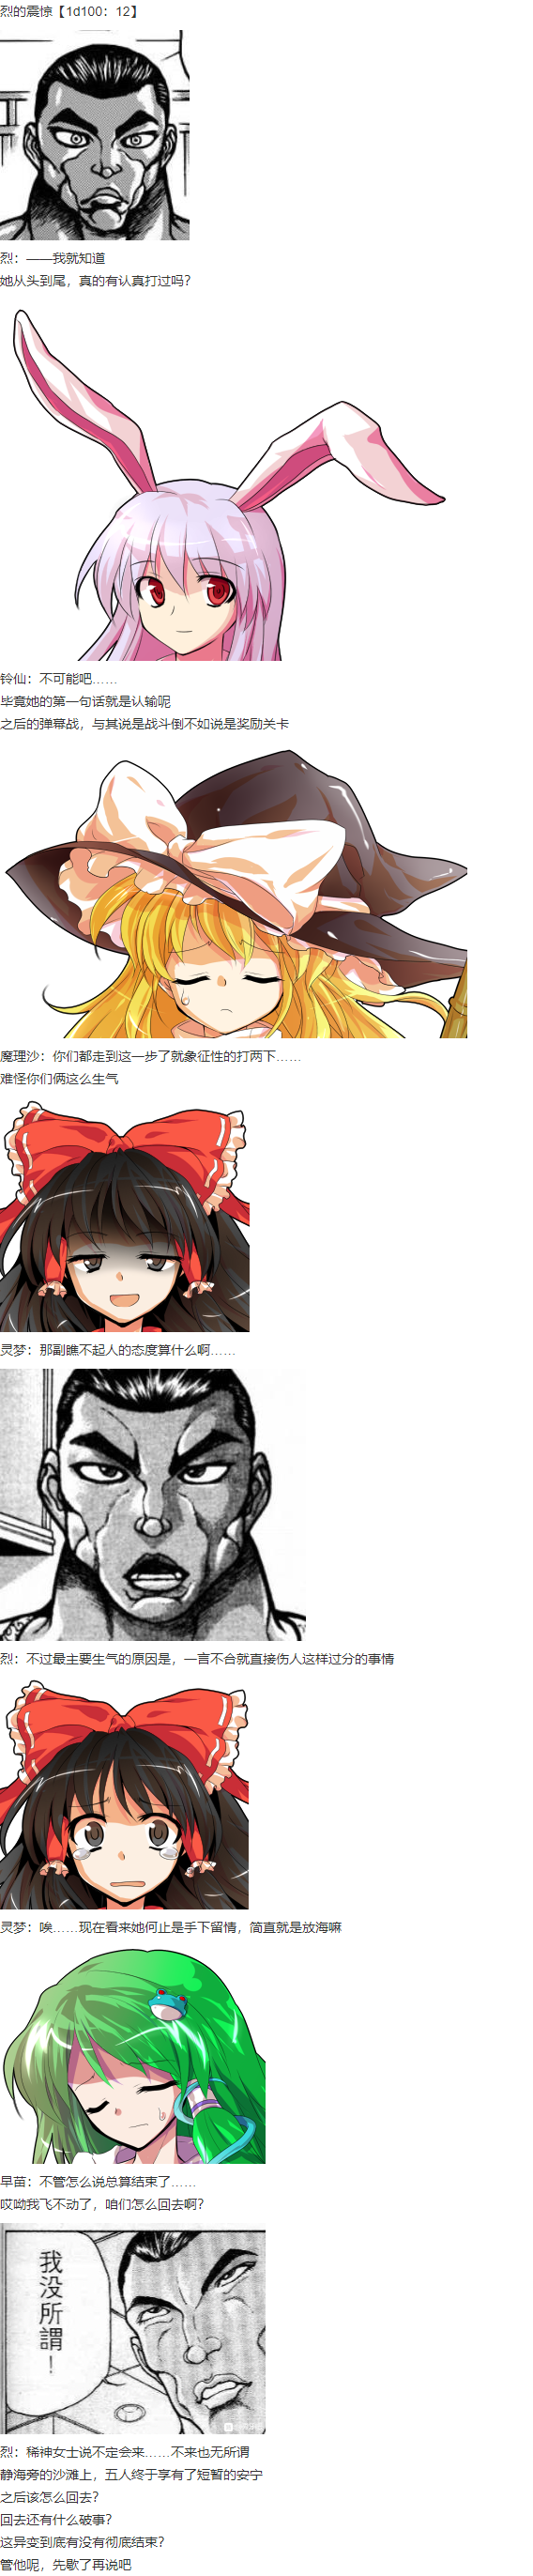 烈的震惊【1d100：12】
烈：——我就知道
她从头到尾，真的有认真打过吗？
铃仙：不可能吧……
毕竟她的第一句话就是认输呢
之后的弹幕战，与其说是战斗倒不如说是奖励关卡
魔理沙：你们都走到这一步了就象征性的打两下……
难怪你们俩这么生气
灵梦：那副瞧不起人的态度算什么啊……
烈：不过最主要生气的原因是，一言不合就直接伤人这样过分的事情
灵梦：唉……现在看来她何止是手下留情，简直就是放海嘛
早苗：不管怎么说总算结束了……
哎呦我飞不动了，咱们怎么回去啊？
我没所謂！
烈：稀神女士说不定会来……不来也无所谓
静海旁的沙滩上，五人终于享有了短暂的安宁
之后该怎么回去？
回去还有什么破事？
这异变到底有没有彻底结束？
管他呢，先歇了再说吧